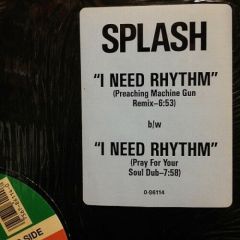 SPLASH
"I NEED RHYTHM"
(Preaching Machine Gun
Remix–6:53)
b/w
"I NEED RHYTHM"
(Pray For Your
Soul Dub–7:58)
0-96114
SIDE